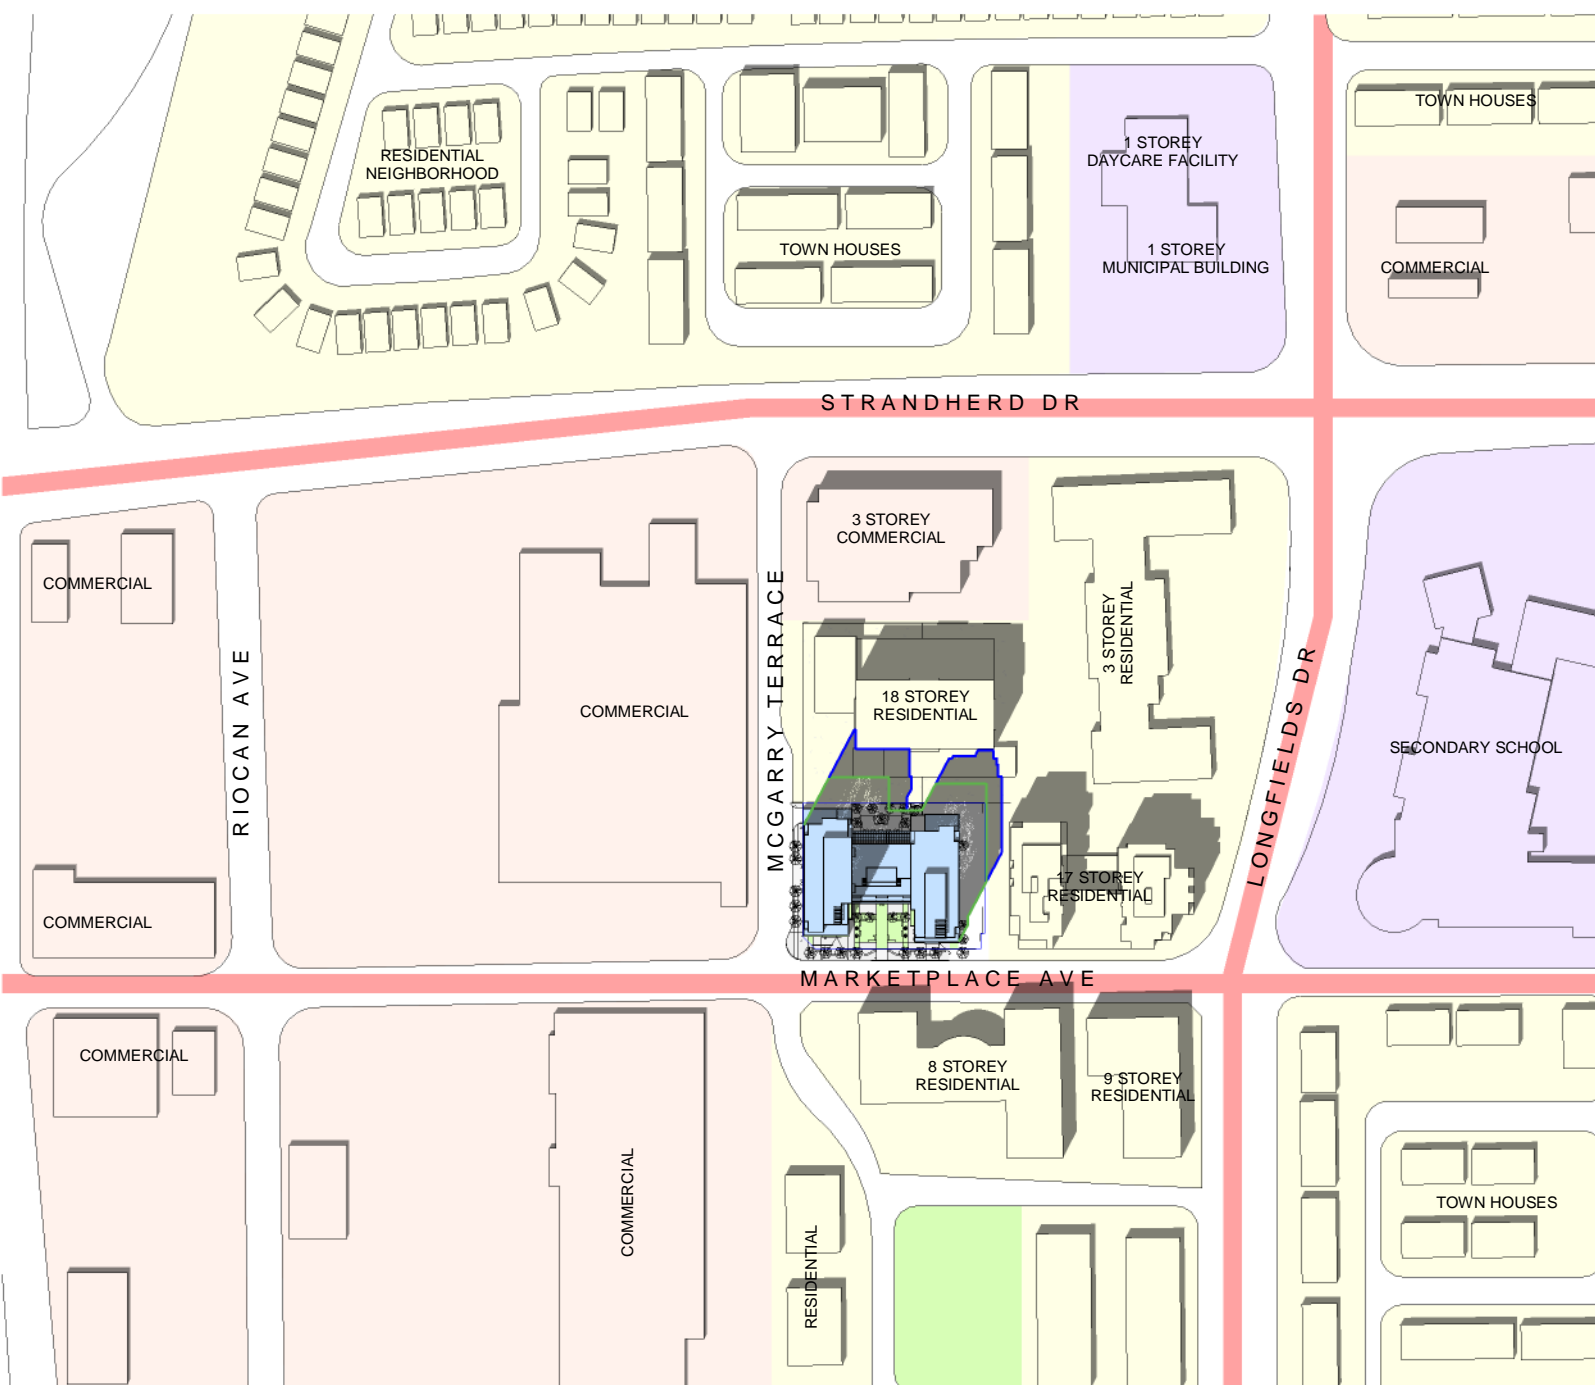 TOWN HOUSES
1 STOREY
DAYCARE FACILITY
RESIDENTIAL
NEIGHBORHOOD
TOWN HOUSES
1 STOREY
MUNICIPAL BUILDING
COMMERCIAL
STRANDHERD DR
3 STOREY
COMMERCIAL
COMMERCIAL
MCGARRY TERRACE
3 STOREY
RESIDENTIAL
RIOCAN AVE
LONGFIELDS DR
18 STOREY
RESIDENTIAL
COMMERCIAL
SECONDARY SCHOOL
17 STOREY
RESIDENTIAL
COMMERCIAL
MARKETPLACE AVE
COMMERCIAL
8 STOREY
RESIDENTIAL
9 STOREY
RESIDENTIAL
COMMERCIAL
TOWN HOUSES
RESIDENTIAL